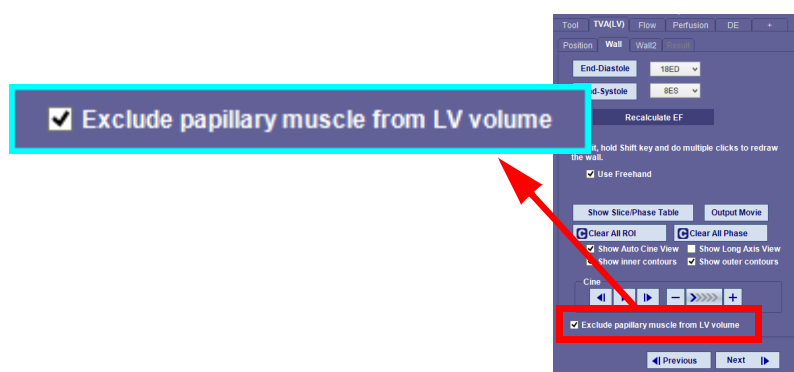 Tool TVA(LV) Flow Perfusion DE +
Position Wall Wall2 Result
End-Diastole 18ED
d-Systole 8ES
Recalculate EF
it, hold Shift key and do multiple clicks to redraw
the wall.
Use Freehand
Show Slice/Phase Table Output Movie
C Clear All ROI C Clear All Phase
Show Auto Cine View Show Long Axis View
Show inner contours Show outer contours
Cine
Exclude papillary muscle from LV volume
Previous Next
Exclude papillary muscle from LV volume